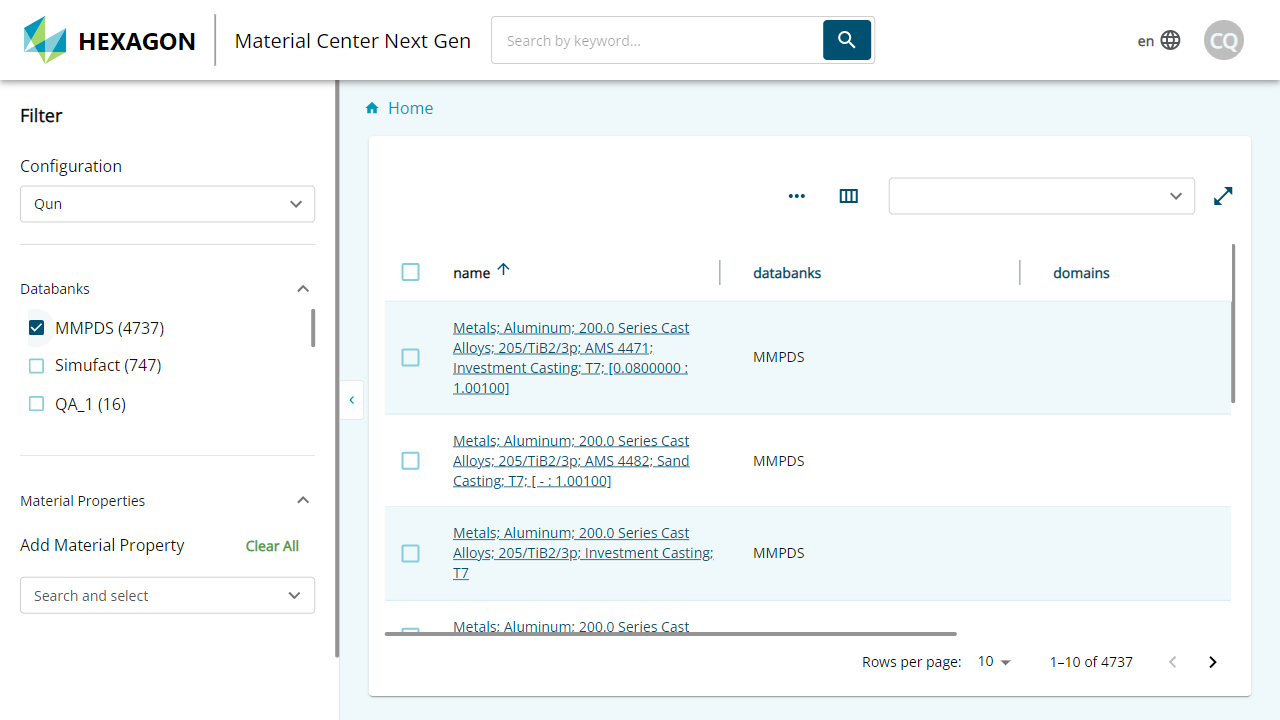 HEXAGON
Material Center Next Gen
Search by keyword...
en
CQ
Filter
Configuration
Qun
Databanks
MMPDS (4737)
Simufact (747)
QA_1 (16)
Material Properties
Add Material Property
Clear All
Search and select
Home
name
databanks
domains
Metals; Aluminum; 200.0 Series Cast
Alloys; 205/TiB2/3p; AMS 4471;
Investment Casting; T7; [0.0800000 :
1.00100]
MMPDS
Metals; Aluminum; 200.0 Series Cast
Alloys; 205/TiB2/3p; AMS 4482; Sand
Casting; T7; [ - : 1.00100]
MMPDS
Metals; Aluminum; 200.0 Series Cast
Alloys; 205/TiB2/3p; Investment Casting;
T7
MMPDS
Metals; Aluminum; 200.0 Series Cast
Rows per page:
10
1–10 of 4737